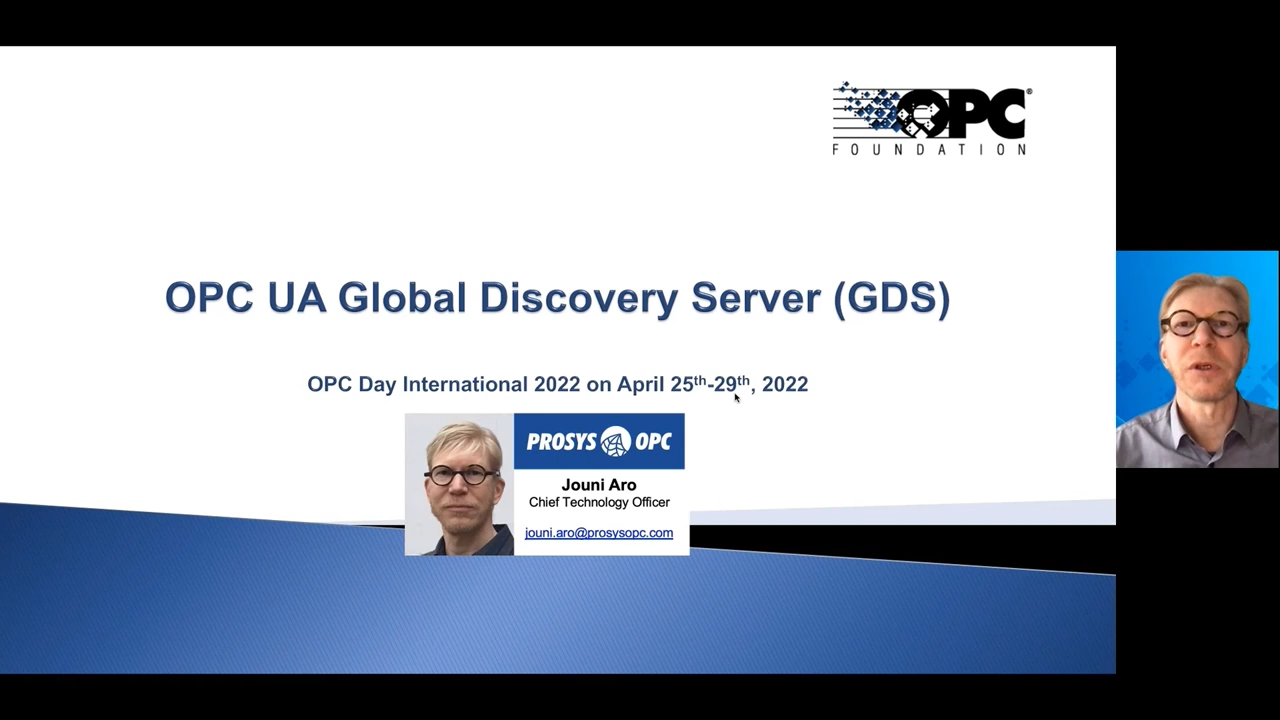 OPC®
FOUNDATION
OPC UA Global Discovery Server (GDS)
OPC Day International 2022 on April 25th-29th, 2022
PROSYS OPC
Jouni Aro
Chief Technology Officer
jouni.aro@prosysopc.com